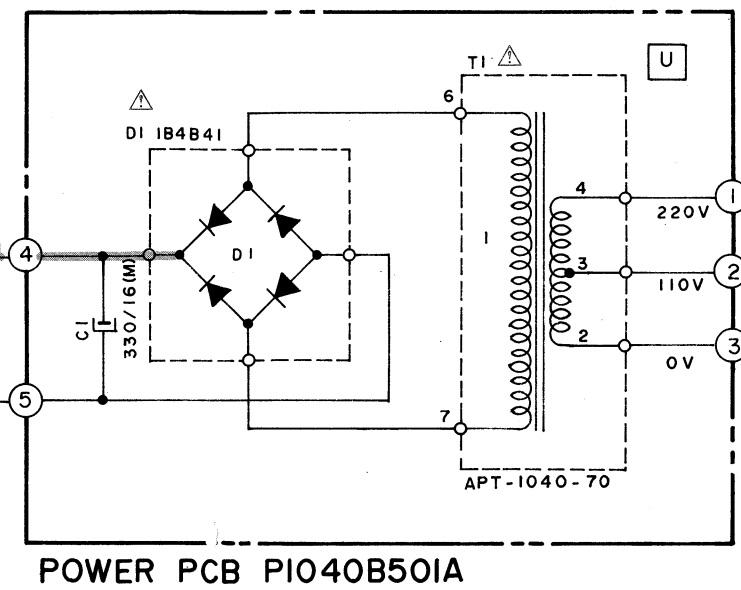 T1
U
6
D1 1B4B41
4
1
220V
4
D1
1
3
2
110V
C1
330/16(M)
2
3
0V
5
7
APT-1040-70
POWER PCB P1040B501A